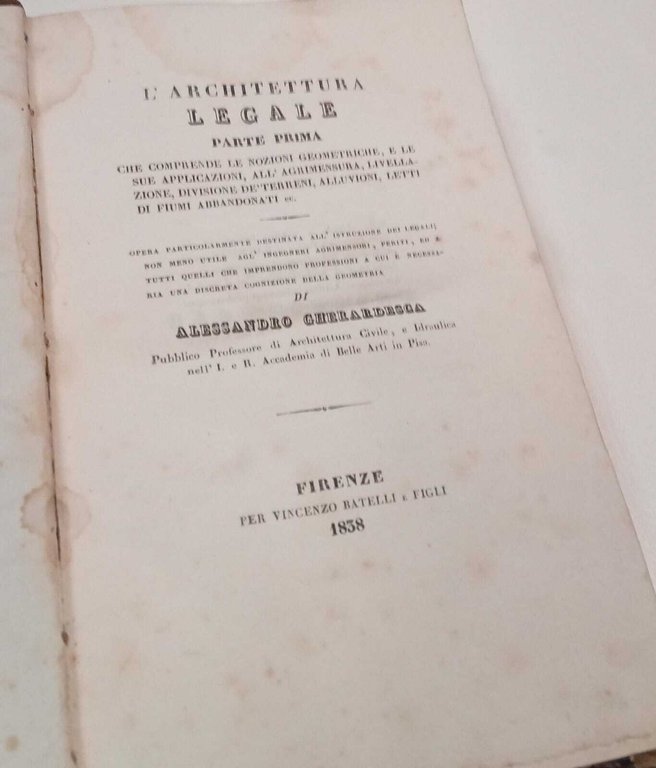 L' ARCHITETTURA
LEGALE
PARTE PRIMA
CHE COMPRENDE LE NOZIONI GEOMETRICHE, E LE
SUE APPLICAZIONI, ALL' AGRIMENSURA, LIVELLA-
ZIONE, DIVISIONE DE' TERRENI, ALLUVIONI, LETTI
DI FIUMI ABBANDONATI ec.
OPERA PARTICOLARMENTE DESTINATA ALL' ISTRUZIONE DEI LEGALI;
NON MENO UTILE AGL' INGEGNERI AGRIMENSORI, PERITI, ED A
TUTTI QUELLI CHE IMPRENDONO PROFESSIONI A CUI È NECESSA-
RIA UNA DISCRETA COGNIZIONE DELLA GEOMETRIA
DI
ALESSANDRO GHERARDESCA
Pubblico Professore di Architettura Civile, e Idraulica
nell' I. e R. Accademia di Belle Arti in Pisa.
FIRENZE
PER VINCENZO BATELLI E FIGLI
1838